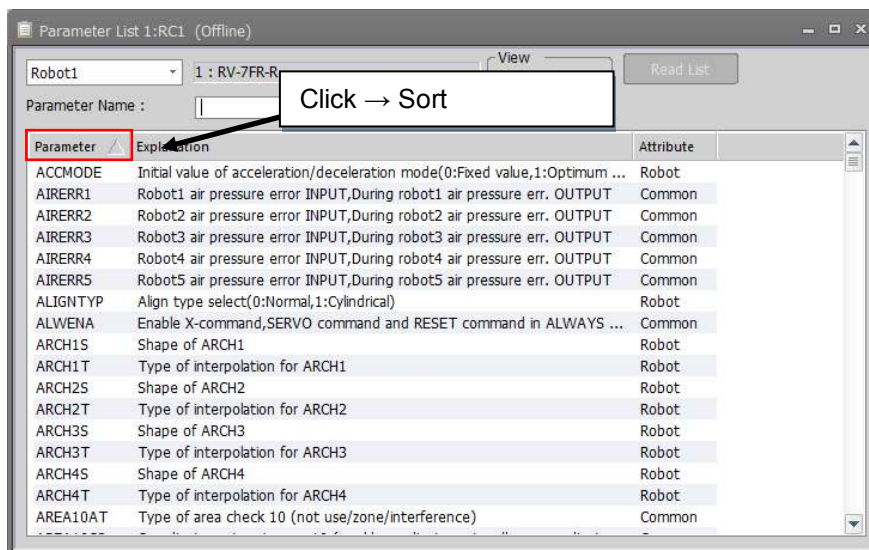 Parameter List 1:RC1 (Offline)
View
Robot1 1 : RV-7FR-R Read List
Parameter Name :
Click → Sort
Parameter Explanation Attribute
ACCMODE Initial value of acceleration/deceleration mode(0:Fixed value,1:Optimum ... Robot
AIRERR1 Robot1 air pressure error INPUT,During robot1 air pressure err. OUTPUT Common
AIRERR2 Robot2 air pressure error INPUT,During robot2 air pressure err. OUTPUT Common
AIRERR3 Robot3 air pressure error INPUT,During robot3 air pressure err. OUTPUT Common
AIRERR4 Robot4 air pressure error INPUT,During robot4 air pressure err. OUTPUT Common
AIRERR5 Robot5 air pressure error INPUT,During robot5 air pressure err. OUTPUT Common
ALIGNTYP Align type select(0:Normal,1:Cylindrical) Robot
ALWENA Enable X-command,SERVO command and RESET command in ALWAYS ... Common
ARCH1S Shape of ARCH1 Robot
ARCH1T Type of interpolation for ARCH1 Robot
ARCH2S Shape of ARCH2 Robot
ARCH2T Type of interpolation for ARCH2 Robot
ARCH3S Shape of ARCH3 Robot
ARCH3T Type of interpolation for ARCH3 Robot
ARCH4S Shape of ARCH4 Robot
ARCH4T Type of interpolation for ARCH4 Robot
AREA10AT Type of area check 10 (not use/zone/interference) Common